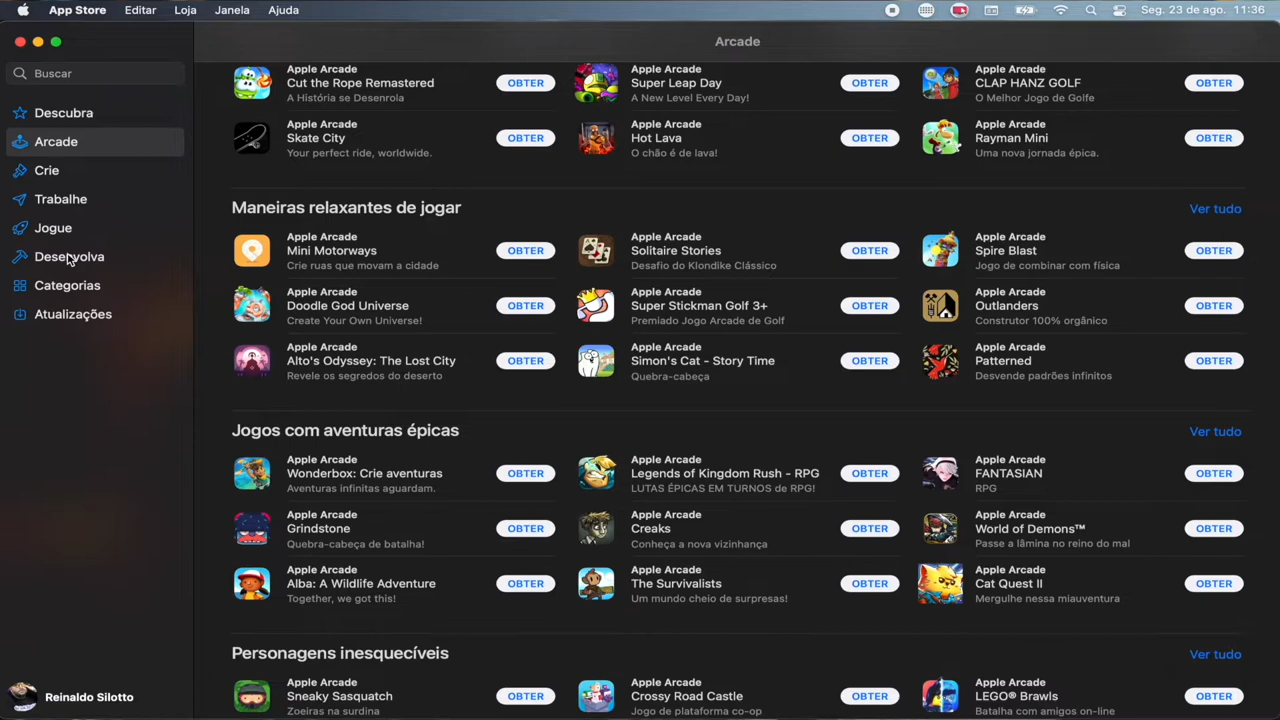 App Store Editar Loja Janela Ajuda Seg. 23 de ago. 11:36
Arcade
Buscar
Descubra
Arcade
Crie
Trabalhe
Jogue
Desenvolva
Categorias
Atualizações
Reinaldo Silotto
Apple Arcade
Cut the Rope Remastered
A História se Desenrola
OBTER
Apple Arcade
Super Leap Day
A New Level Every Day!
OBTER
Apple Arcade
CLAP HANZ GOLF
O Melhor Jogo de Golfe
OBTER
Apple Arcade
Skate City
Your perfect ride, worldwide.
OBTER
Apple Arcade
Hot Lava
O chão é de lava!
OBTER
Apple Arcade
Rayman Mini
Uma nova jornada épica.
OBTER
Maneiras relaxantes de jogar
Ver tudo
Apple Arcade
Mini Motorways
Crie ruas que movam a cidade
OBTER
Apple Arcade
Solitaire Stories
Desafio do Klondike Clássico
OBTER
Apple Arcade
Spire Blast
Jogo de combinar com física
OBTER
Apple Arcade
Doodle God Universe
Create Your Own Universe!
OBTER
Apple Arcade
Super Stickman Golf 3+
Premiado Jogo Arcade de Golf
OBTER
Apple Arcade
Outlanders
Construtor 100% orgânico
OBTER
Apple Arcade
Alto's Odyssey: The Lost City
Revele os segredos do deserto
OBTER
Apple Arcade
Simon's Cat - Story Time
Quebra-cabeça
OBTER
Apple Arcade
Patterned
Desvende padrões infinitos
OBTER
Jogos com aventuras épicas
Ver tudo
Apple Arcade
Wonderbox: Crie aventuras
Aventuras infinitas aguardam.
OBTER
Apple Arcade
Legends of Kingdom Rush - RPG
LUTAS ÉPICAS EM TURNOS de RPG!
OBTER
Apple Arcade
FANTASIAN
RPG
OBTER
Apple Arcade
Grindstone
Quebra-cabeça de batalha!
OBTER
Apple Arcade
Creaks
Conheça a nova vizinhança
OBTER
Apple Arcade
World of Demons™
Passe a lâmina no reino do mal
OBTER
Apple Arcade
Alba: A Wildlife Adventure
Together, we got this!
OBTER
Apple Arcade
The Survivalists
Um mundo cheio de surpresas!
OBTER
Apple Arcade
Cat Quest II
Mergulhe nessa miauventura
OBTER
Personagens inesquecíveis
Ver tudo
Apple Arcade
Sneaky Sasquatch
Zoeiras na surdina
OBTER
Apple Arcade
Crossy Road Castle
Jogo de plataforma co-op
OBTER
Apple Arcade
LEGO® Brawls
Batalha com amigos on-line
OBTER